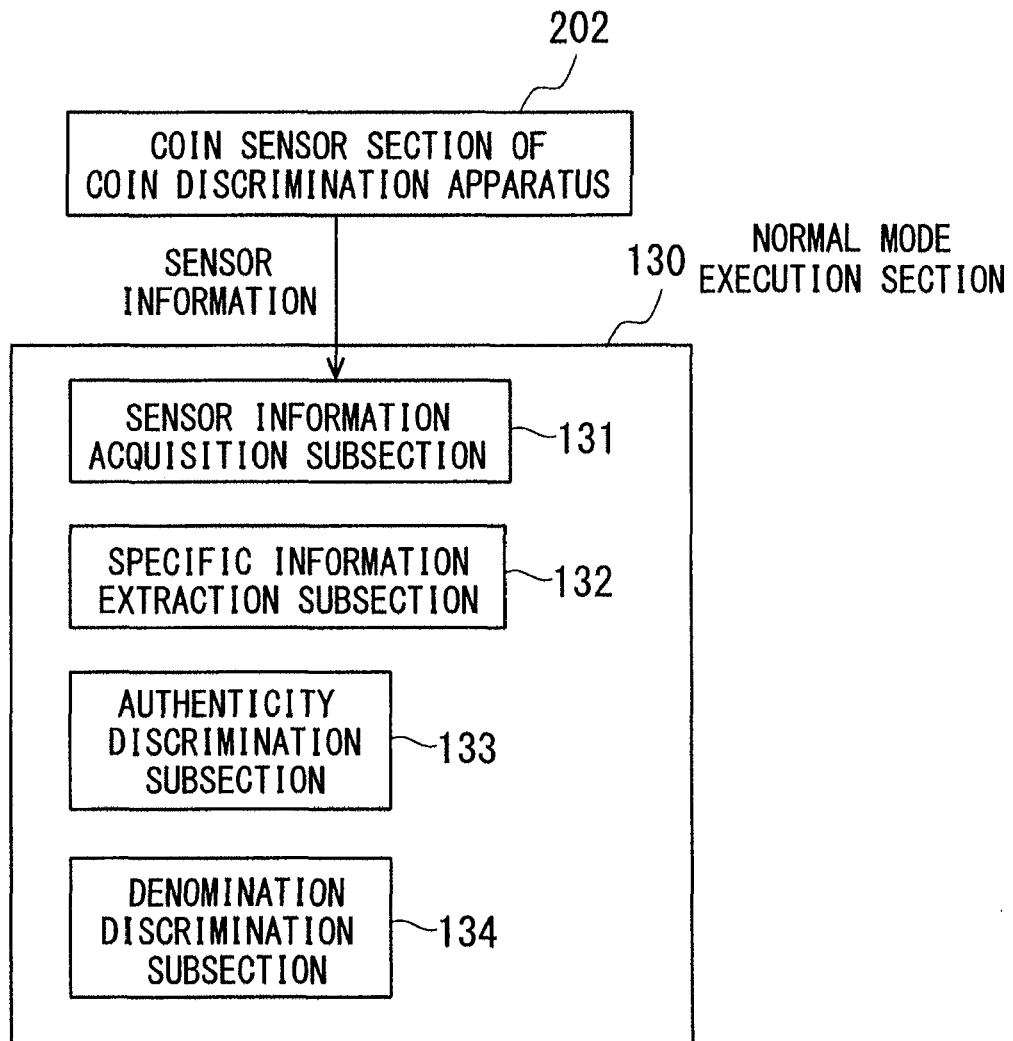 202
COIN SENSOR SECTION OF
COIN DISCRIMINATION APPARATUS
SENSOR
INFORMATION
130
NORMAL MODE
EXECUTION SECTION
SENSOR INFORMATION
ACQUISITION SUBSECTION
131
SPECIFIC INFORMATION
EXTRACTION SUBSECTION
132
AUTHENTICITY
DISCRIMINATION
SUBSECTION
133
DENOMINATION
DISCRIMINATION
SUBSECTION
134